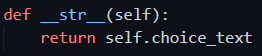 def __str__(self):
    return self.choice_text